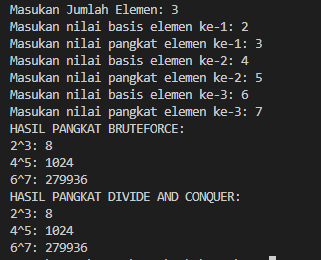 Masukan Jumlah Elemen: 3
Masukan nilai basis elemen ke-1: 2
Masukan nilai pangkat elemen ke-1: 3
Masukan nilai basis elemen ke-2: 4
Masukan nilai pangkat elemen ke-2: 5
Masukan nilai basis elemen ke-3: 6
Masukan nilai pangkat elemen ke-3: 7
HASIL PANGKAT BRUTEFORCE:
2^3: 8
4^5: 1024
6^7: 279936
HASIL PANGKAT DIVIDE AND CONQUER:
2^3: 8
4^5: 1024
6^7: 279936